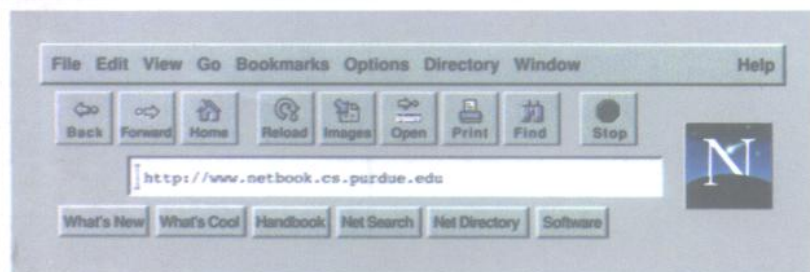 File Edit View Go Bookmarks Options Directory Window Help
Back Forward Home Reload Images Open Print Find Stop
N
http://www.netbook.cs.purdue.edu
What's New What's Cool Handbook Net Search Net Directory Software